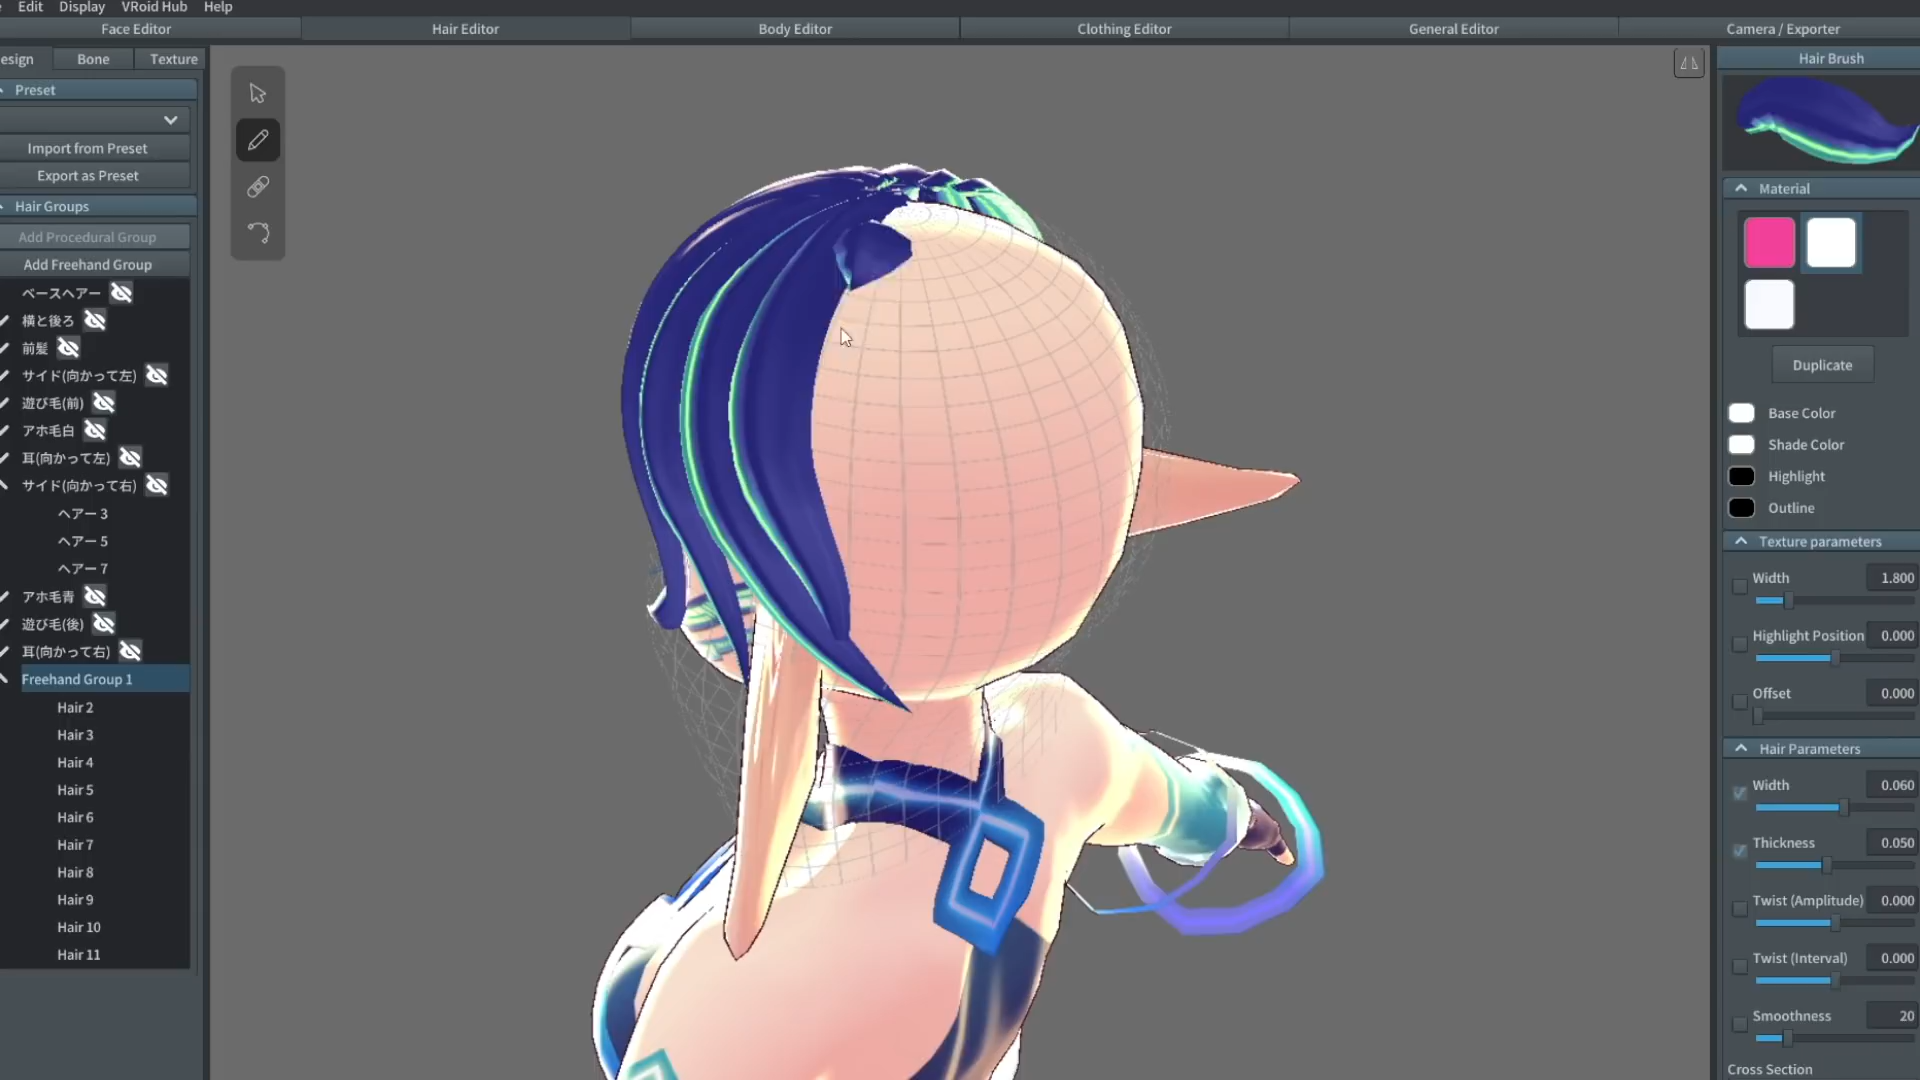 Edit Display VRoid Hub Help
Face Editor Hair Editor Body Editor Clothing Editor General Editor Camera / Exporter
esign Bone Texture
Preset
Import from Preset
Export as Preset
Hair Groups
Add Procedural Group
Add Freehand Group
ベースヘアー
横と後ろ
前髪
サイド(向かって左)
遊び毛(前)
アホ毛白
耳(向かって左)
サイド(向かって右)
ヘアー 3
ヘアー 5
ヘアー 7
アホ毛青
遊び毛(後)
耳(向かって右)
Freehand Group 1
Hair 2
Hair 3
Hair 4
Hair 5
Hair 6
Hair 7
Hair 8
Hair 9
Hair 10
Hair 11
Hair Brush
Material
Duplicate
Base Color
Shade Color
Highlight
Outline
Texture parameters
Width 1.800
Highlight Position 0.000
Offset 0.000
Hair Parameters
Width 0.060
Thickness 0.050
Twist (Amplitude) 0.000
Twist (Interval) 0.000
Smoothness 20
Cross Section